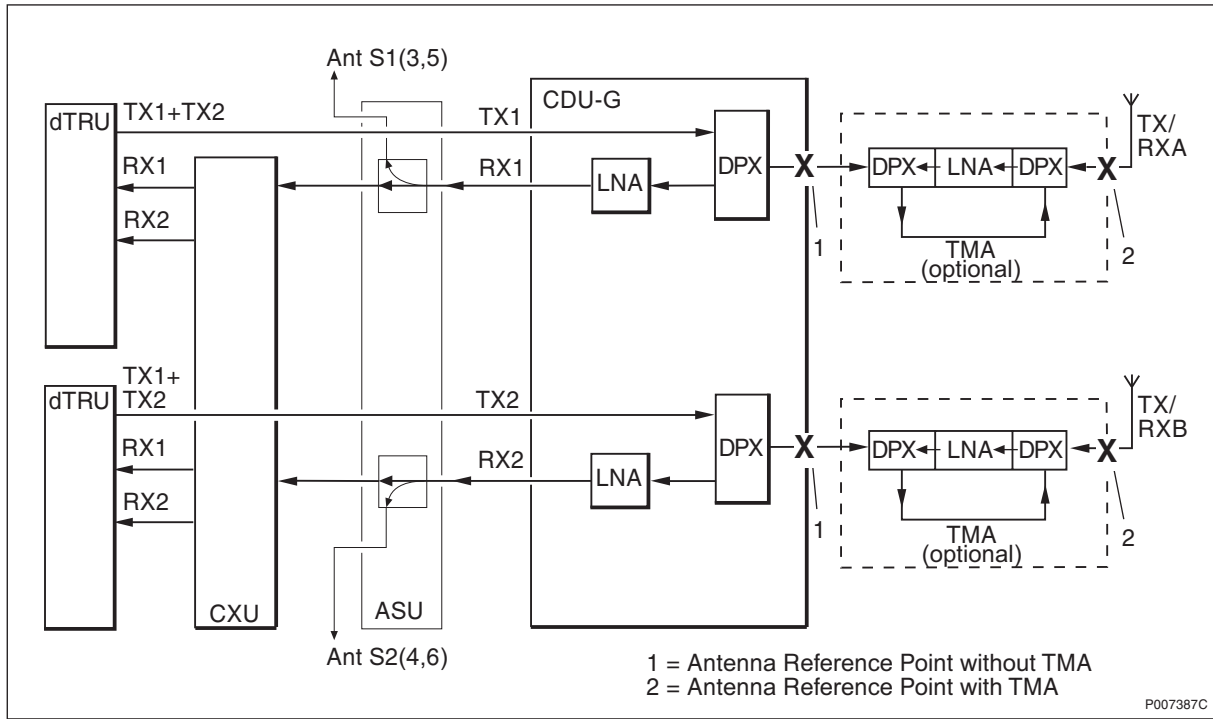 Ant S1(3,5)
dTRU
TX1+TX2
RX1
RX2
TX1
RX1
CDU-G
LNA
DPX
X
1
DPX
LNA
DPX
TMA
(optional)
X
2
TX/
RXA
dTRU
TX1+
TX2
RX1
RX2
CXU
ASU
TX2
RX2
LNA
DPX
X
1
DPX
LNA
DPX
TMA
(optional)
X
2
TX/
RXB
Ant S2(4,6)
1 = Antenna Reference Point without TMA
2 = Antenna Reference Point with TMA
P007387C